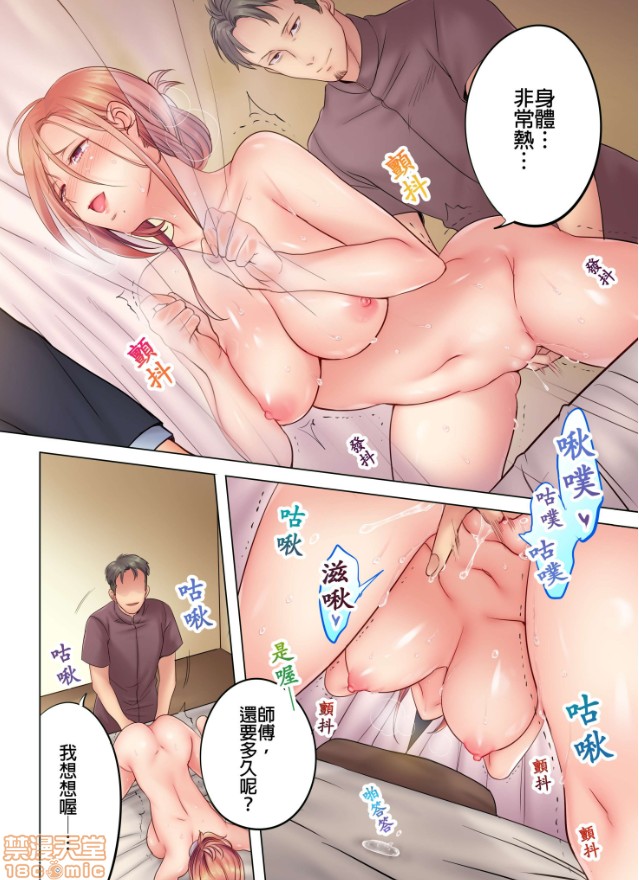 身體…
非常熱…
顫抖
顫抖
發抖
發抖
啾噗
咕噗
咕噗
咕啾
滋啾
咕啾
咕啾
是喔—
師傅，
還要多久呢？
顫抖
顫抖
咕啾
啪答答
顫抖
我想想喔——…
禁漫天堂
18comic